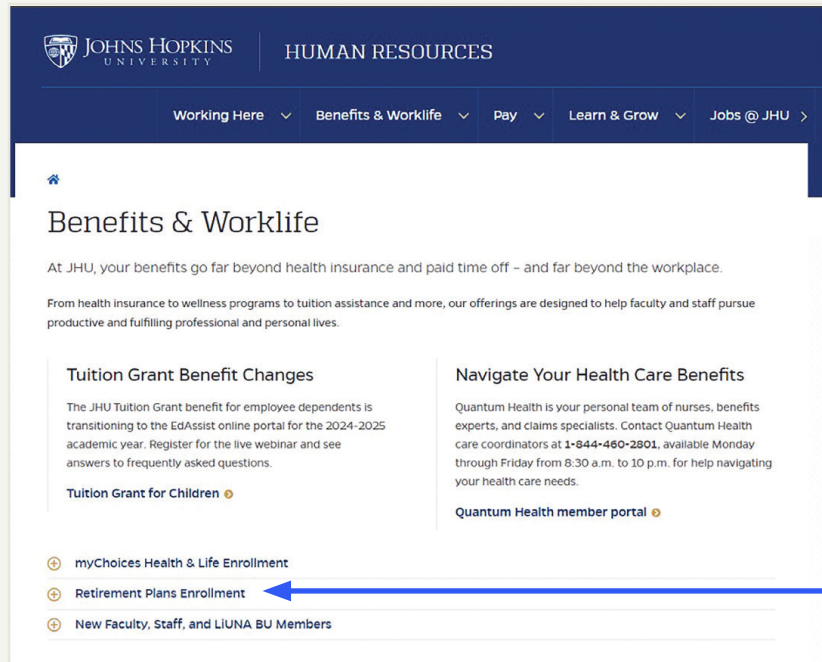 JOHNS HOPKINS
UNIVERSITY
HUMAN RESOURCES
Working Here
Benefits & Worklife
Pay
Learn & Grow
Jobs @ JHU
Benefits & Worklife
At JHU, your benefits go far beyond health insurance and paid time off – and far beyond the workplace.
From health insurance to wellness programs to tuition assistance and more, our offerings are designed to help faculty and staff pursue
productive and fulfilling professional and personal lives.
Tuition Grant Benefit Changes
The JHU Tuition Grant benefit for employee dependents is
transitioning to the EdAssist online portal for the 2024-2025
academic year. Register for the live webinar and see
answers to frequently asked questions.
Tuition Grant for Children
Navigate Your Health Care Benefits
Quantum Health is your personal team of nurses, benefits
experts, and claims specialists. Contact Quantum Health
care coordinators at 1-844-460-2801, available Monday
through Friday from 8:30 a.m. to 10 p.m. for help navigating
your health care needs.
Quantum Health member portal
myChoices Health & Life Enrollment
Retirement Plans Enrollment
New Faculty, Staff, and LiUNA BU Members